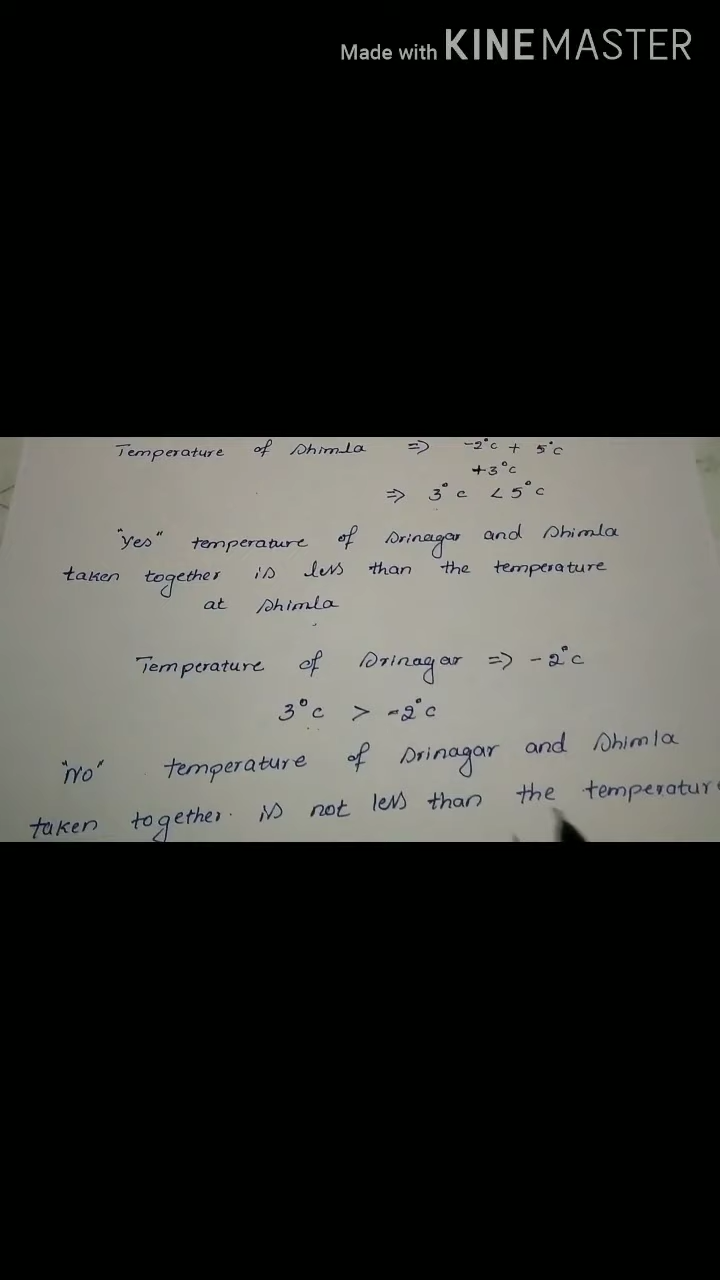 Made with KINEMASTER
Temperature of Shimla => -2°c + 5°c
+3°c
=> 3°c < 5°c
"yes" temperature of Srinagar and Shimla
taken together is less than the temperature
at Shimla
Temperature of Srinagar => -2°c
3°c > -2°c
"No" temperature of Srinagar and Shimla
taken together. is not less than the temperatur